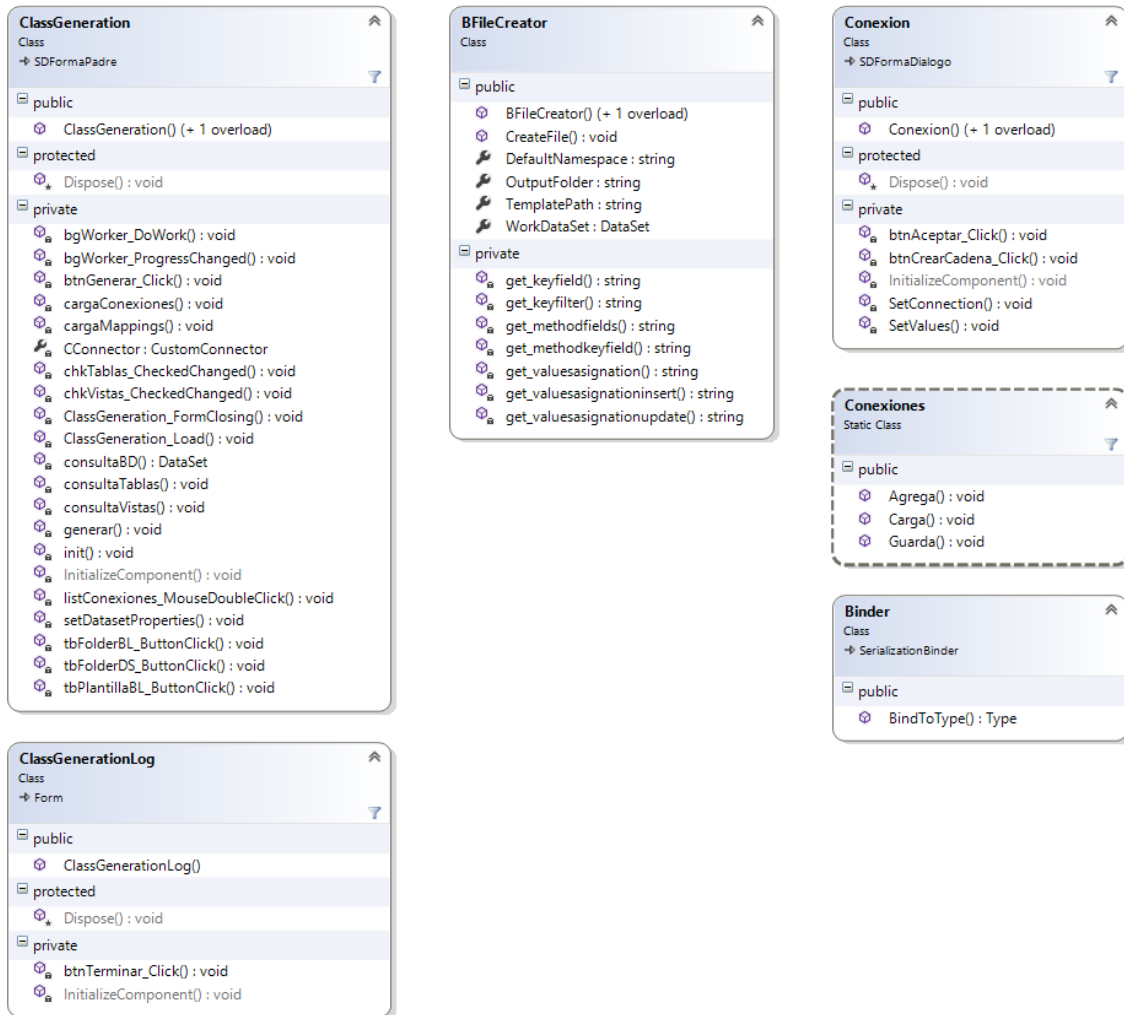 ClassGeneration
Class
SDFormaPadre
public
ClassGeneration() (+ 1 overload)
protected
Dispose() : void
private
bgWorker_DoWork() : void
bgWorker_ProgressChanged() : void
btnGenerar_Click() : void
cargaConexiones() : void
cargaMappings() : void
CConnector : CustomConnector
chkTablas_CheckedChanged() : void
chkVistas_CheckedChanged() : void
ClassGeneration_FormClosing() : void
ClassGeneration_Load() : void
consultaBD() : DataSet
consultaTablas() : void
consultaVistas() : void
generar() : void
init() : void
InitializeComponent() : void
listConexiones_MouseDoubleClick() : void
setDatasetProperties() : void
tbFolderBL_ButtonClick() : void
tbFolderDS_ButtonClick() : void
tbPlantillaBL_ButtonClick() : void
ClassGenerationLog
Class
Form
public
ClassGenerationLog()
protected
Dispose() : void
private
btnTerminar_Click() : void
InitializeComponent() : void
BFileCreator
Class
public
BFileCreator() (+ 1 overload)
CreateFile() : void
DefaultNamespace : string
OutputFolder : string
TemplatePath : string
WorkDataSet : DataSet
private
get_keyfield() : string
get_keyfilter() : string
get_methodfields() : string
get_methodkeyfield() : string
get_valuesasignation() : string
get_valuesasignationinsert() : string
get_valuesasignationupdate() : string
Conexion
Class
SDFormaDialogo
public
Conexion() (+ 1 overload)
protected
Dispose() : void
private
btnAceptar_Click() : void
btnCrearCadena_Click() : void
InitializeComponent() : void
SetConnection() : void
SetValues() : void
Conexiones
Static Class
public
Agrega() : void
Carga() : void
Guarda() : void
Binder
Class
SerializationBinder
public
BindToType() : Type